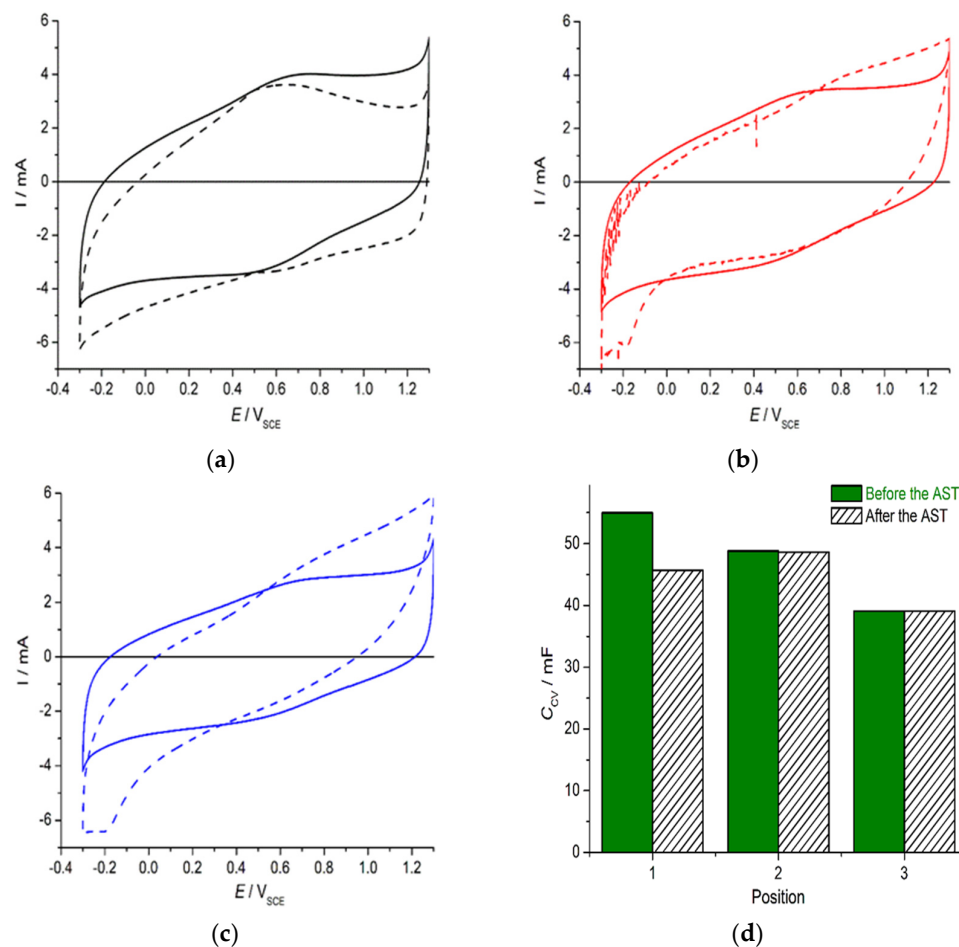 I / mA
6
4
2
0
-2
-4
-6
-0.4 -0.2 0.0 0.2 0.4 0.6 0.8 1.0 1.2
E / V_SCE
(a)
I / mA
6
4
2
0
-2
-4
-6
-0.4 -0.2 0.0 0.2 0.4 0.6 0.8 1.0 1.2
E / V_SCE
(b)
I / mA
6
4
2
0
-2
-4
-6
-0.4 -0.2 0.0 0.2 0.4 0.6 0.8 1.0 1.2
E / V_SCE
(c)
Before the AST
After the AST
C_CV / mF
50
40
30
20
10
0
1 2 3
Position
(d)